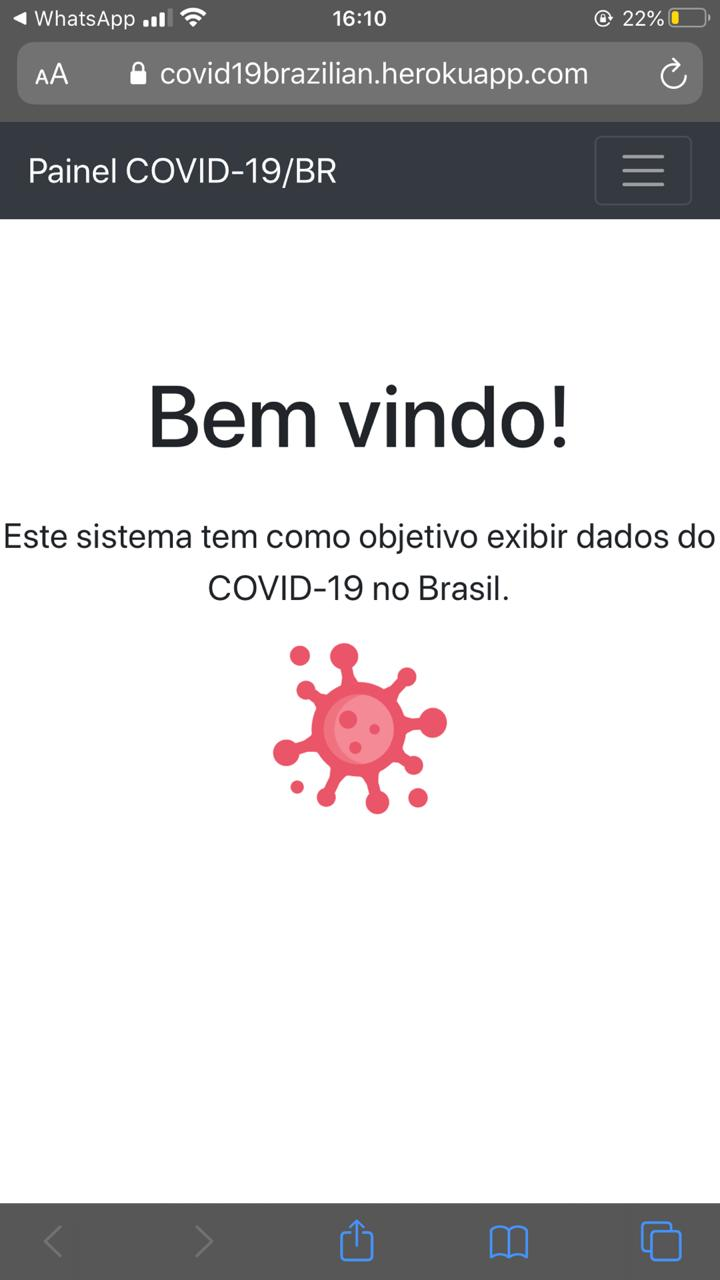 WhatsApp 16:10 22%
AA covid19brazilian.herokuapp.com
Painel COVID-19/BR
Bem vindo!
Este sistema tem como objetivo exibir dados do
COVID-19 no Brasil.